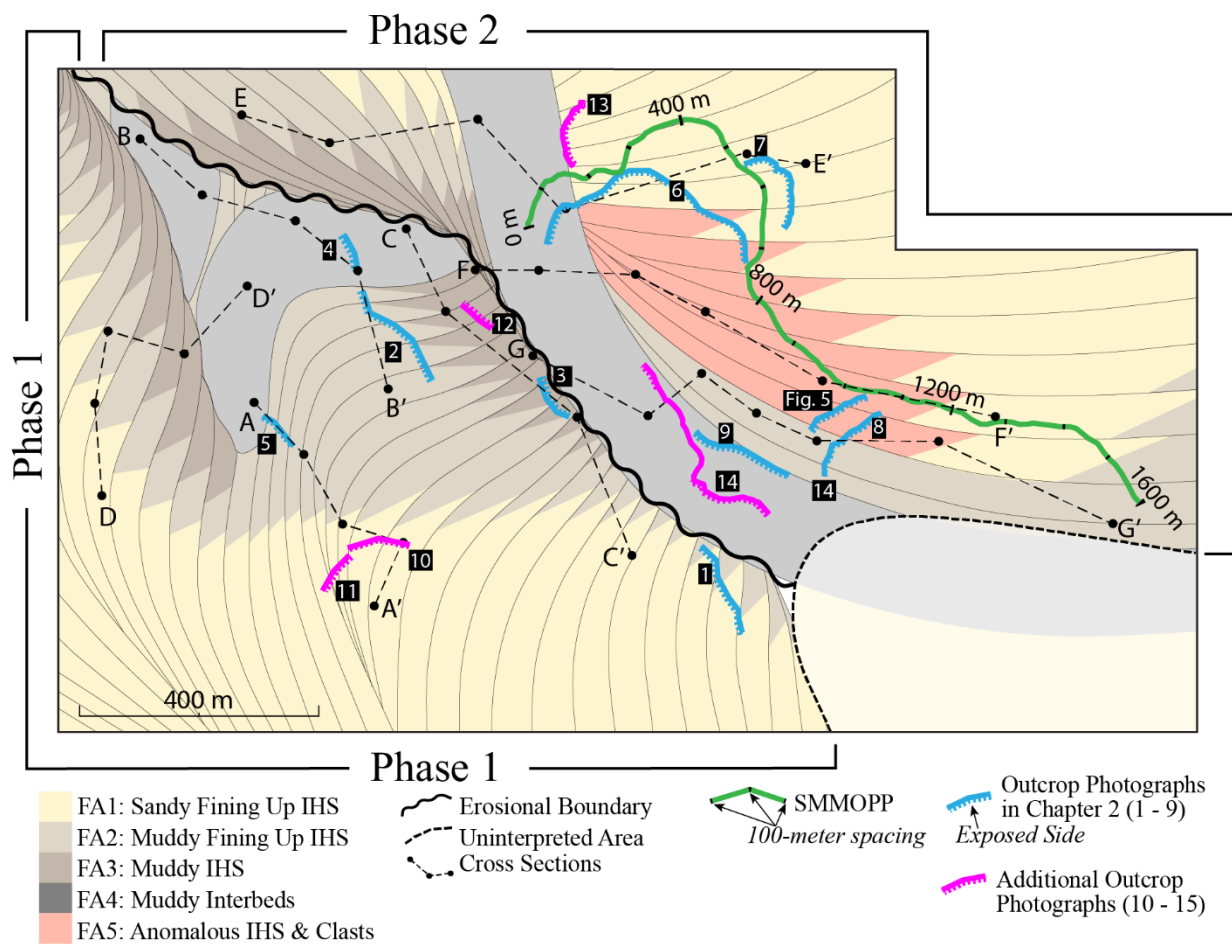 Phase 2
Phase 1
E
B
13
400 m
7
E'
6
0 m
C
4
F
800 m
D'
12
2
G
3
B'
Fig. 5
1200 m
F'
A
5
9
8
14
14
1600 m
G'
D
10
C'
1
11
A'
400 m
Phase 1
FA1: Sandy Fining Up IHS
FA2: Muddy Fining Up IHS
FA3: Muddy IHS
FA4: Muddy Interbeds
FA5: Anomalous IHS & Clasts
Erosional Boundary
Uninterpreted Area
Cross Sections
SMMOPP
100-meter spacing
Outcrop Photographs
in Chapter 2 (1 - 9)
Exposed Side
Additional Outcrop
Photographs (10 - 15)